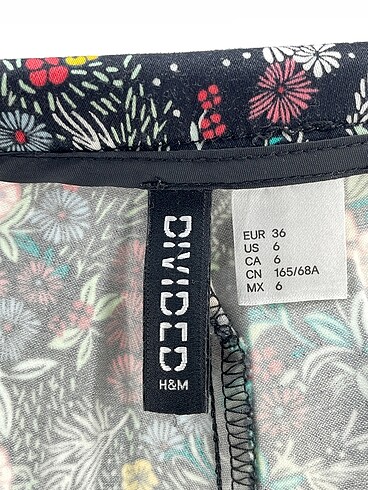 DIVIDED
H&M
EUR 36
US 6
CA 6
CN 165/68A
MX 6